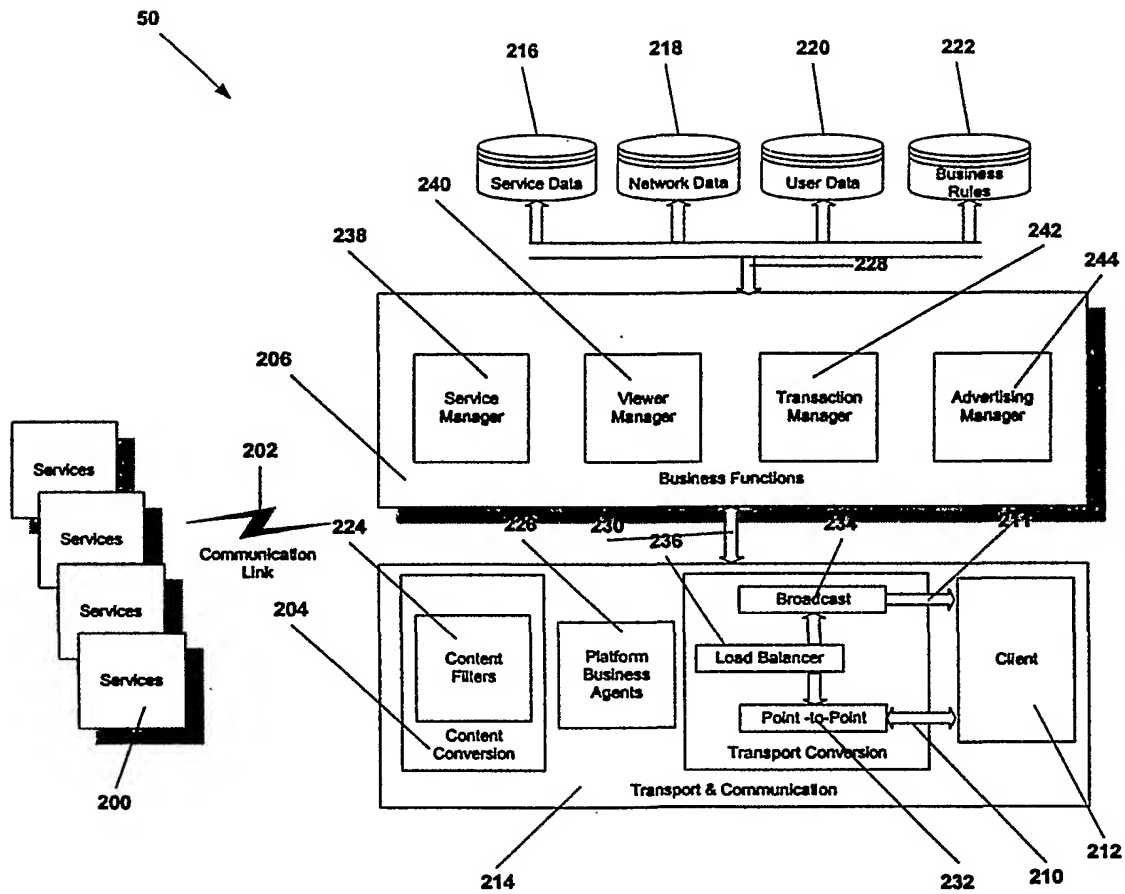 50
216
218
220
222
Service Data
Network Data
User Data
Business
Rules
240
238
242
228
244
206
Service
Manager
Viewer
Manager
Transaction
Manager
Advertising
Manager
Business Functions
Services
Services
Services
Services
202
Communication
Link
224
226
230
236
234
211
204
Content
Filters
Content
Conversion
Platform
Business
Agents
Broadcast
Load Balancer
Point -to-Point
Transport Conversion
Client
Transport & Communication
200
214
232
210
212